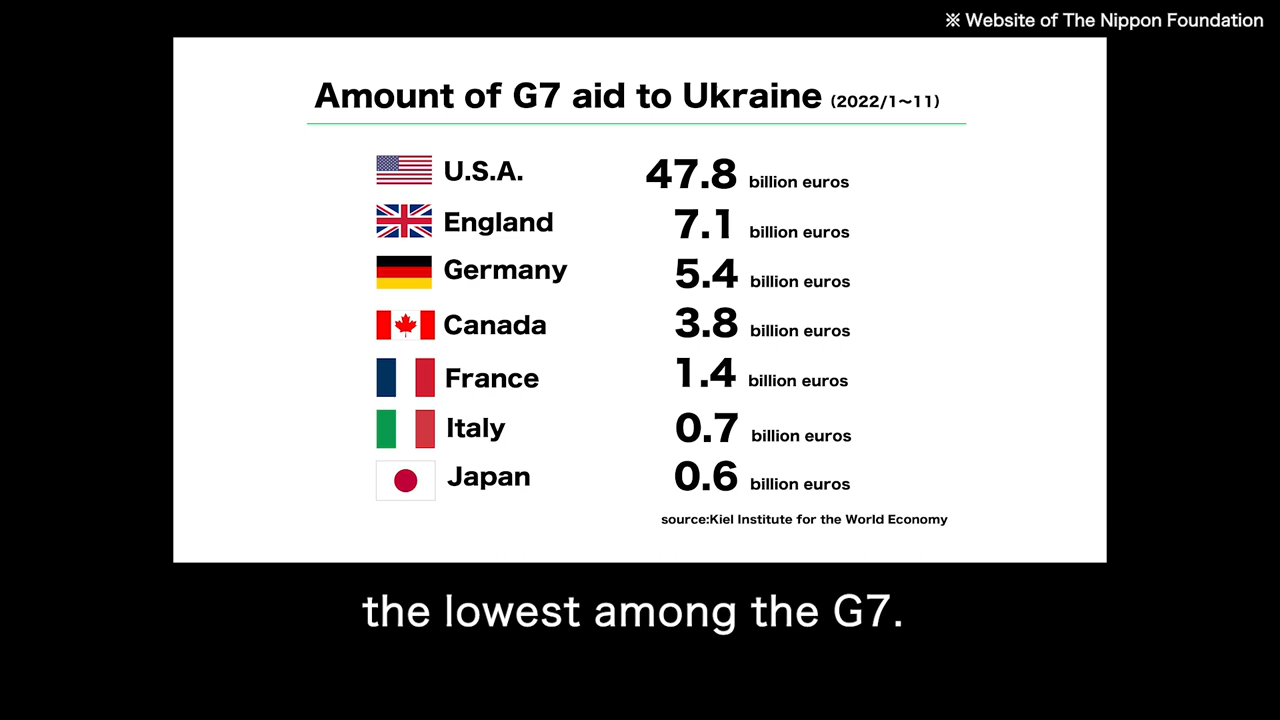 ※ Website of The Nippon Foundation
Amount of G7 aid to Ukraine (2022/1〜11)
U.S.A. 47.8 billion euros
England 7.1 billion euros
Germany 5.4 billion euros
Canada 3.8 billion euros
France 1.4 billion euros
Italy 0.7 billion euros
Japan 0.6 billion euros
source:Kiel Institute for the World Economy
the lowest among the G7.